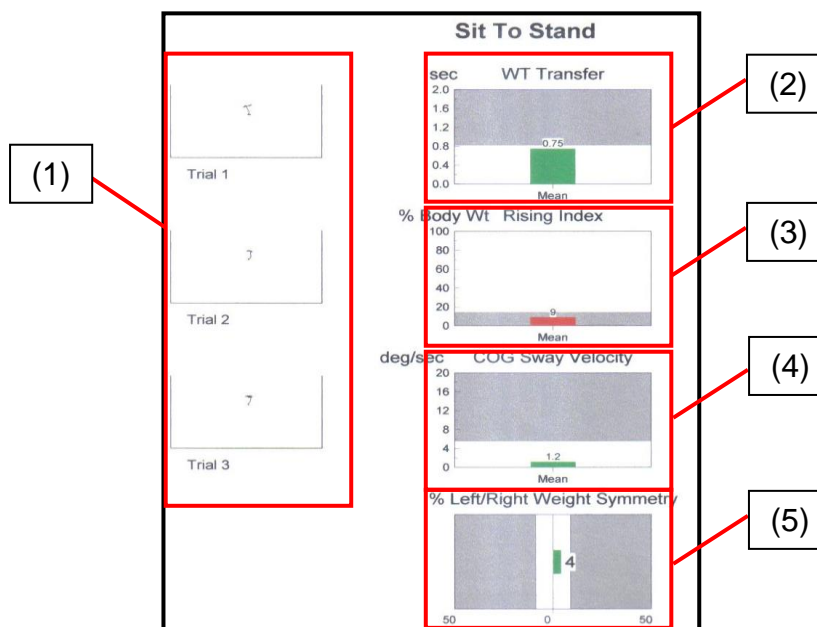 Sit To Stand
(1)
Trial 1
Trial 2
Trial 3
sec WT Transfer
2.0
1.6
1.2
0.8
0.4
0.0
0.75
Mean
(2)
% Body Wt Rising Index
100
80
60
40
20
0
9
Mean
(3)
deg/sec COG Sway Velocity
20
16
12
8
4
0
1.2
Mean
(4)
% Left/Right Weight Symmetry
4
50 0 50
(5)